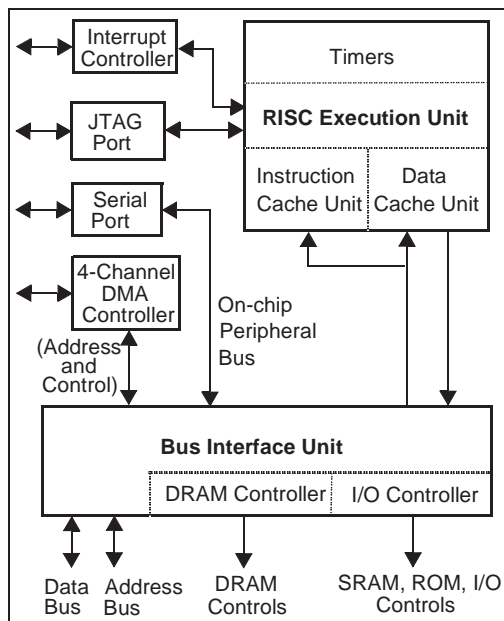 Interrupt
Controller
Timers
RISC Execution Unit
JTAG
Port
Instruction
Cache Unit
Data
Cache Unit
Serial
Port
4-Channel
DMA
Controller
On-chip
Peripheral
Bus
(Address
and
Control)
Bus Interface Unit
DRAM Controller
I/O Controller
Data
Bus
Address
Bus
DRAM
Controls
SRAM, ROM, I/O
Controls